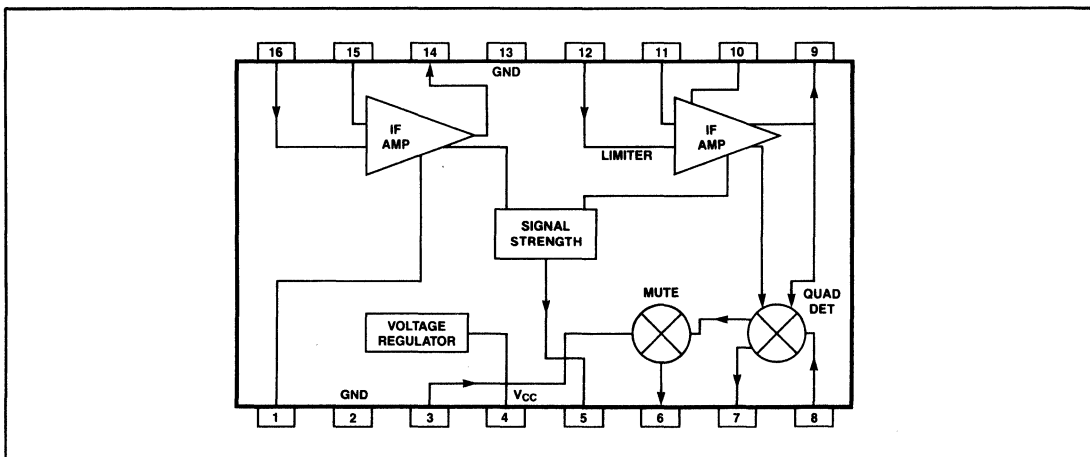 16 15 14 13 12 11 10 9
GND
IF
AMP
IF
AMP
LIMITER
SIGNAL
STRENGTH
MUTE
QUAD
DET
VOLTAGE
REGULATOR
GND
VCC
1 2 3 4 5 6 7 8